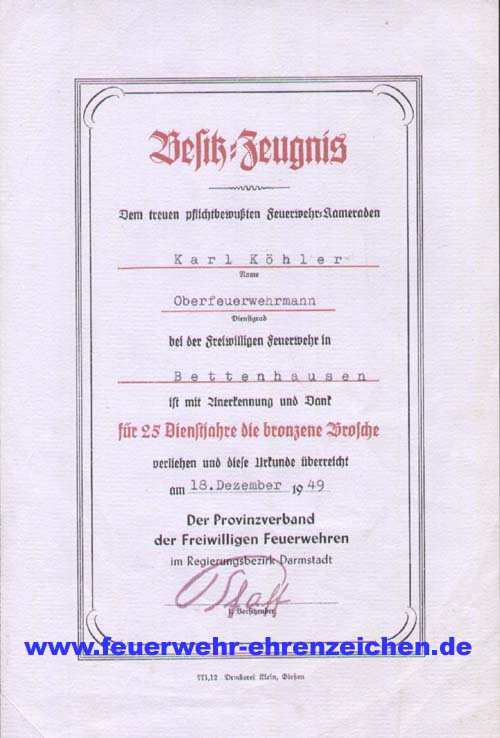 Besitz-Zeugnis
Dem treuen pflichtbewußten Feuerwehr-Kameraden
Karl Köhler
Name
Oberfeuerwehrmann
Dienstgrad
bei der Freiwilligen Feuerwehr in
Bettenhausen
ist mit Anerkennung und Dank
für 25 Dienstjahre die bronzene Brosche
verliehen und diese Urkunde überreicht
am 18.Dezember 1949
Der Provinzverband
der Freiwilligen Feuerwehren
im Regierungsbezirk Darmstadt
1. Vorsitzender
www.feuerwehr-ehrenzeichen.de
Druckerei Klein, Gießen